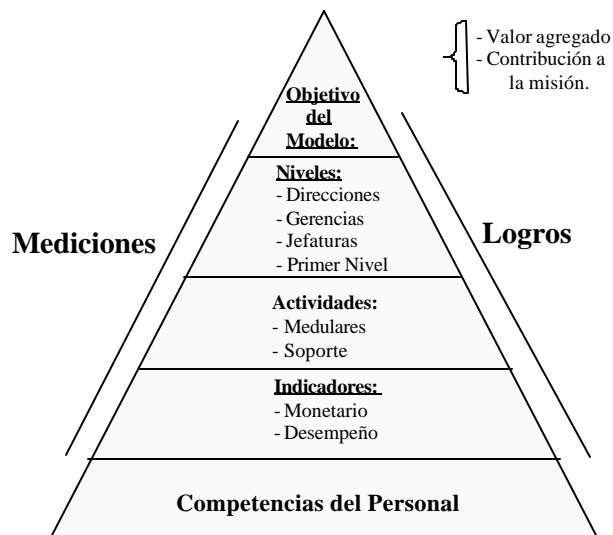 - Valor agregado
- Contribución a
la misión.
Objetivo
del
Modelo:
Niveles:
- Direcciones
- Gerencias
- Jefaturas
- Primer Nivel
Mediciones
Logros
Actividades:
- Medulares
- Soporte
Indicadores:
- Monetario
- Desempeño
Competencias del Personal